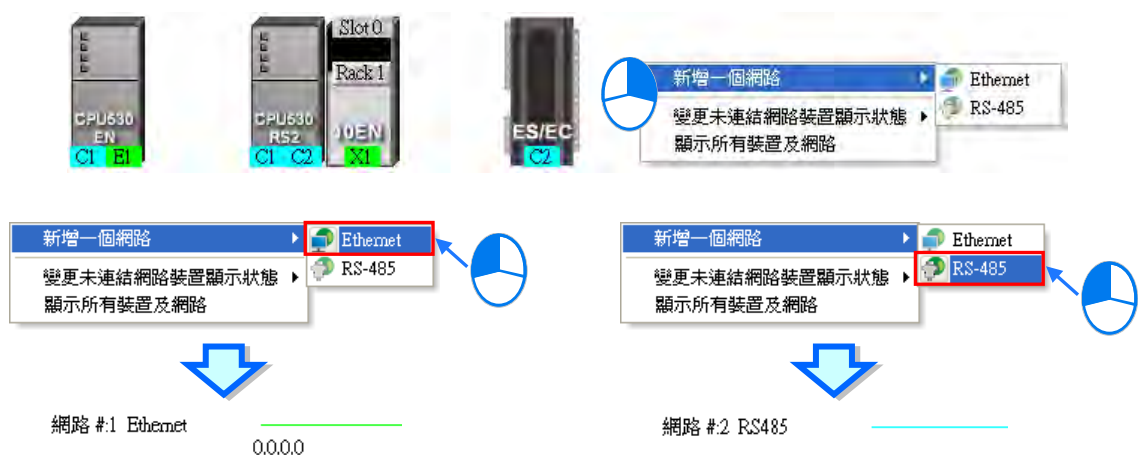 Slot 0
Rack 1
CPU530
EN
C1 E1
CPU530
RS2
C1 C2
10EN
X1
ES/EC
C2
新增一個網路
Ethernet
RS-485
變更未連結網路裝置顯示狀態
顯示所有裝置及網路
新增一個網路
Ethernet
RS-485
變更未連結網路裝置顯示狀態
顯示所有裝置及網路
新增一個網路
Ethernet
RS-485
變更未連結網路裝置顯示狀態
顯示所有裝置及網路
網路 #:1 Ethernet
0.0.0.0
網路 #:2 RS485